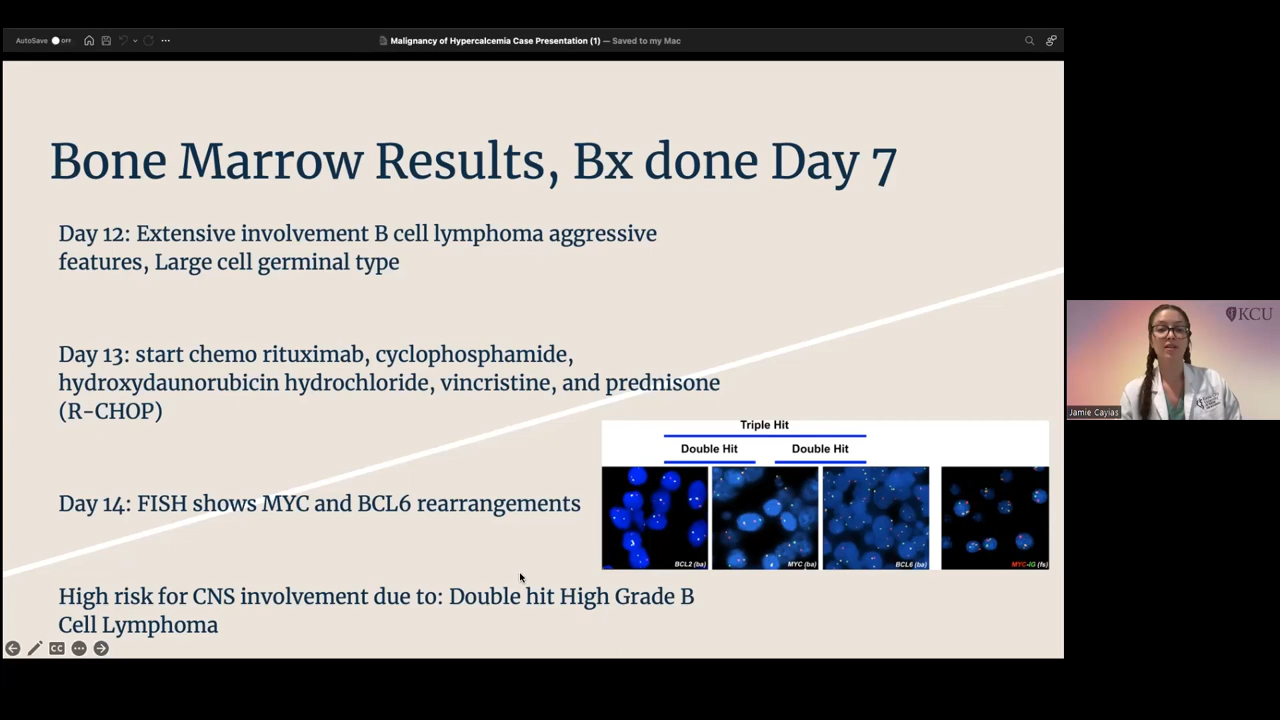 AutoSave OFF
Malignancy of Hypercalcemia Case Presentation (1) — Saved to my Mac
Bone Marrow Results, Bx done Day 7
Day 12: Extensive involvement B cell lymphoma aggressive
features, Large cell germinal type
Day 13: start chemo rituximab, cyclophosphamide,
hydroxydaunorubicin hydrochloride, vincristine, and prednisone
(R-CHOP)
Triple Hit
Double Hit Double Hit
BCL2 (ba) MYC (ba) BCL6 (ba) MYC-IG (fs)
Day 14: FISH shows MYC and BCL6 rearrangements
High risk for CNS involvement due to: Double hit High Grade B
Cell Lymphoma
CC
KCU
Jamie Cayias